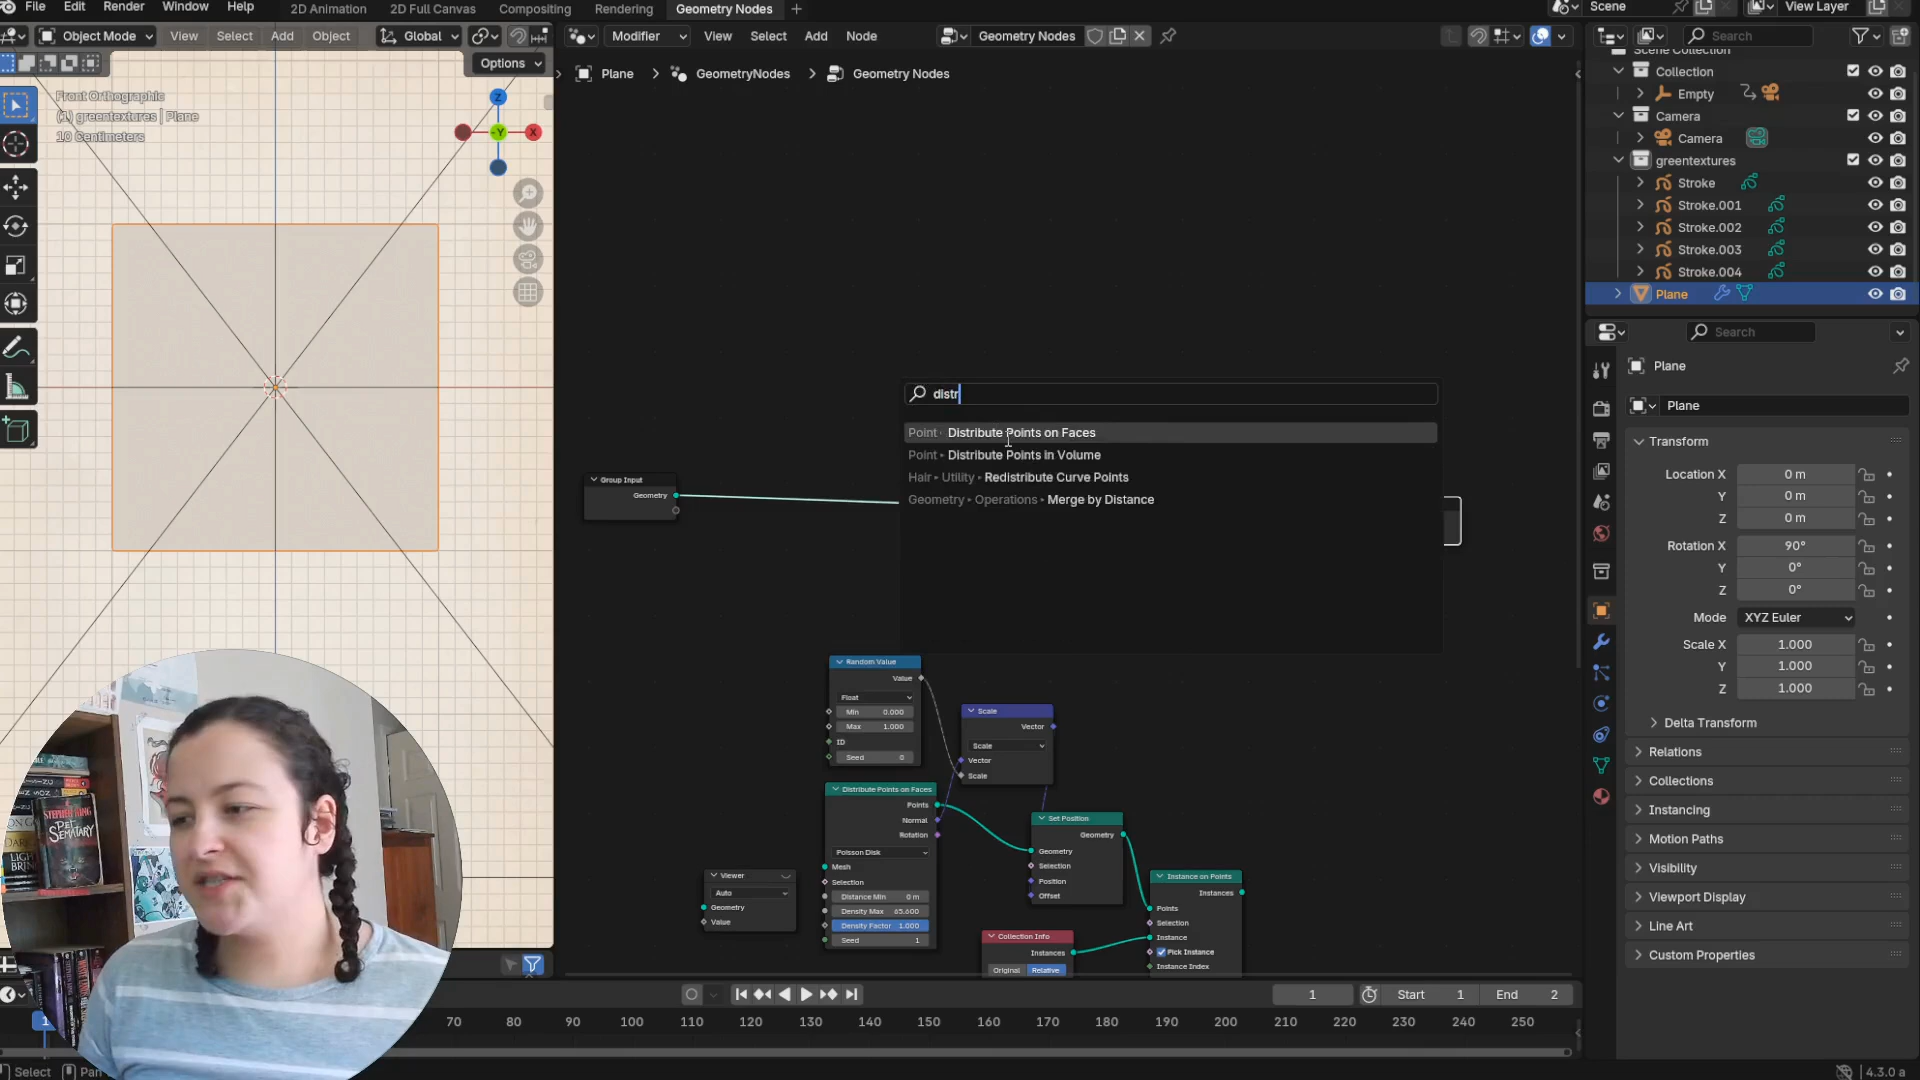 File Edit Render Window Help 2D Animation 2D Full Canvas Compositing Rendering Geometry Nodes + Scene View Layer
Object Mode View Select Add Object Global
Options
Front Orthographic
(1) greentextures | Plane
10 Centimeters
Z
-Y
X
Modifier View Select Add Node Geometry Nodes
Plane > GeometryNodes > Geometry Nodes
distr
Point ▸ Distribute Points on Faces
Point ▸ Distribute Points in Volume
Hair ▸ Utility ▸ Redistribute Curve Points
Geometry ▸ Operations ▸ Merge by Distance
Group Input
Geometry
Random Value
Value
Float
Min 0.000
Max 1.000
ID
Seed 0
Scale
Vector
Scale
Vector
Scale
Distribute Points on Faces
Points
Normal
Rotation
Poisson Disk
Mesh
Selection
Distance Min 0 m
Density Max 65.600
Density Factor 1.000
Seed 1
Viewer
Auto
Geometry
Value
Set Position
Geometry
Geometry
Selection
Position
Offset
Collection Info
Instances
Original Relative
Instance on Points
Instances
Points
Selection
Instance
Pick Instance
Instance Index
Search
Scene Collection
Collection
Empty
Camera
Camera
greentextures
Stroke
Stroke.001
Stroke.002
Stroke.003
Stroke.004
Plane
Search
Plane
Plane
Transform
Location X 0 m
Y 0 m
Z 0 m
Rotation X 90°
Y 0°
Z 0°
Mode XYZ Euler
Scale X 1.000
Y 1.000
Z 1.000
Delta Transform
Relations
Collections
Instancing
Motion Paths
Visibility
Viewport Display
Line Art
Custom Properties
STEPHEN KING
PET SEMATARY
1 Start 1 End 2
1 70 80 90 100 110 120 130 140 150 160 170 180 190 200 210 220 230 240 250
Select Pan 4.3.0 a